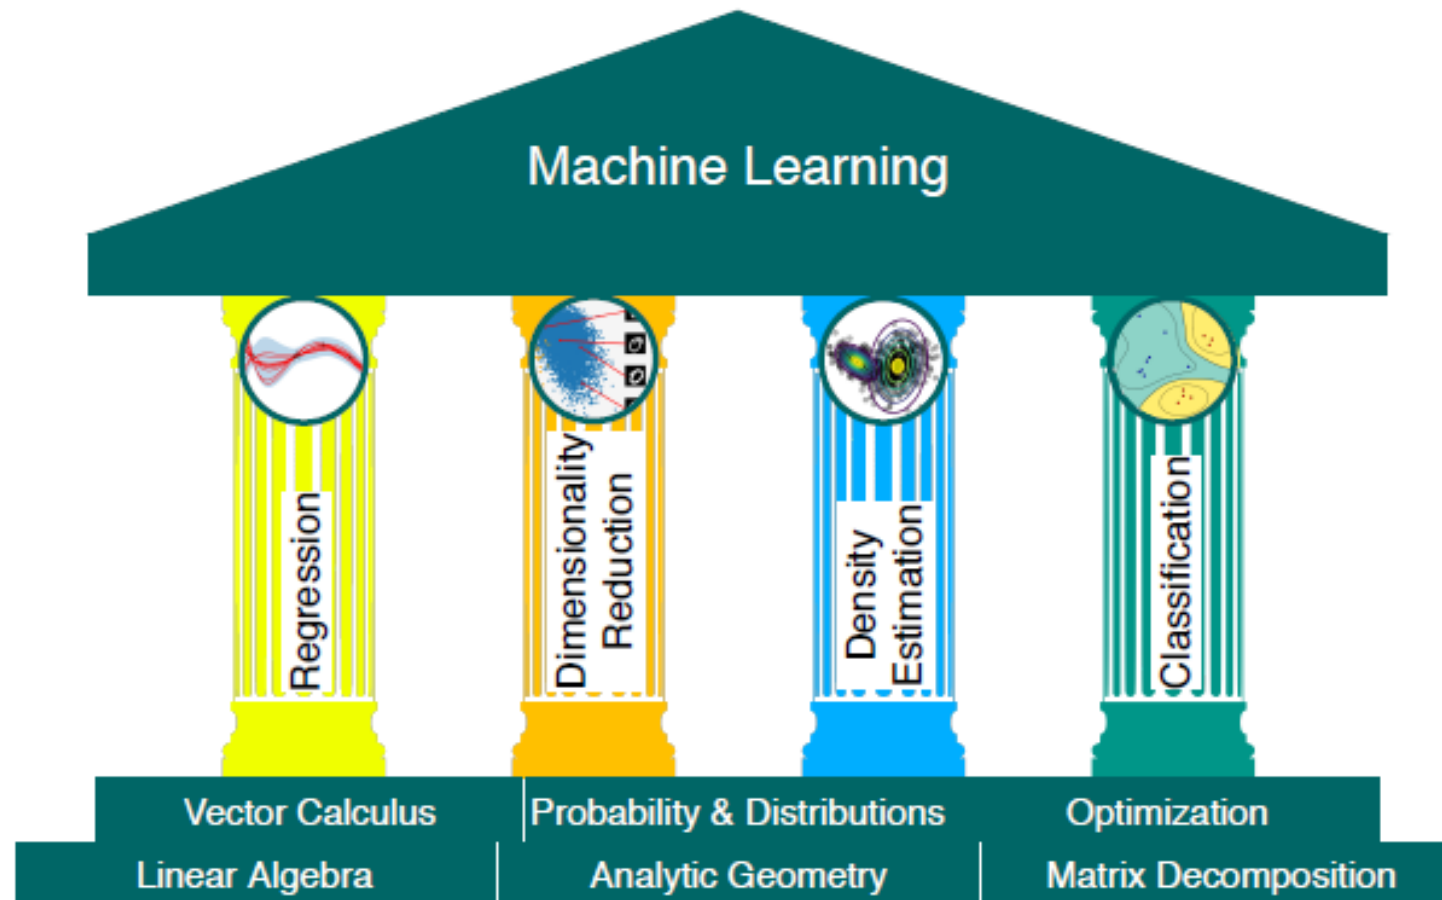 Machine Learning
Regression
Dimensionality
Reduction
Density
Estimation
Classification
Vector Calculus
Probability & Distributions
Optimization
Linear Algebra
Analytic Geometry
Matrix Decomposition